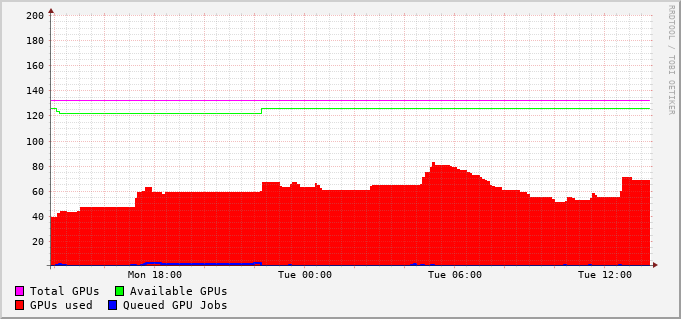 200
180
160
140
120
100
80
60
40
20
Mon 18:00 Tue 00:00 Tue 06:00 Tue 12:00
Total GPUs Available GPUs
GPUs used Queued GPU Jobs
RRDTOOL / TOBI OETIKER